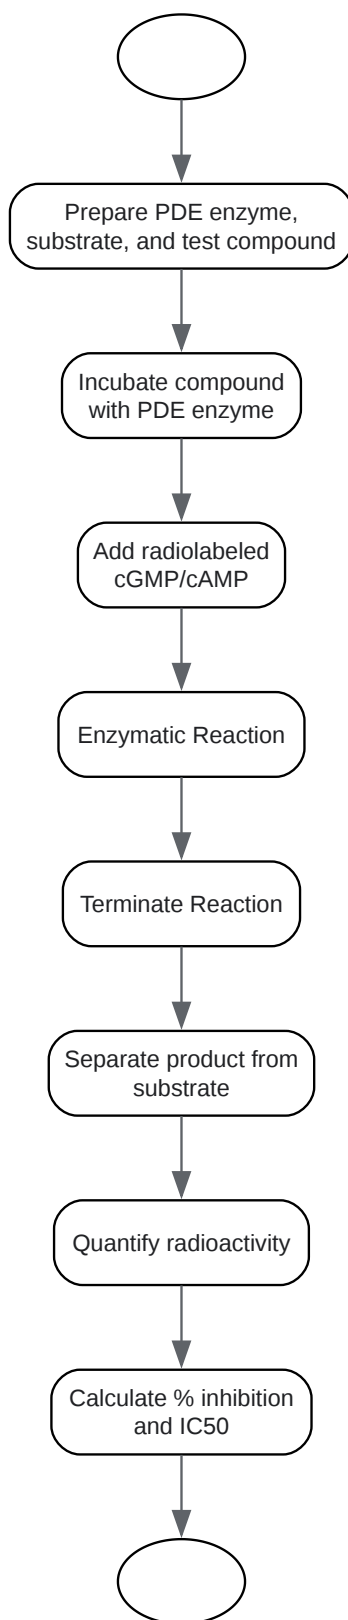 Prepare PDE enzyme,
substrate, and test compound
Incubate compound
with PDE enzyme
Add radiolabeled
cGMP/cAMP
Enzymatic Reaction
Terminate Reaction
Separate product from
substrate
Quantify radioactivity
Calculate % inhibition
and IC50